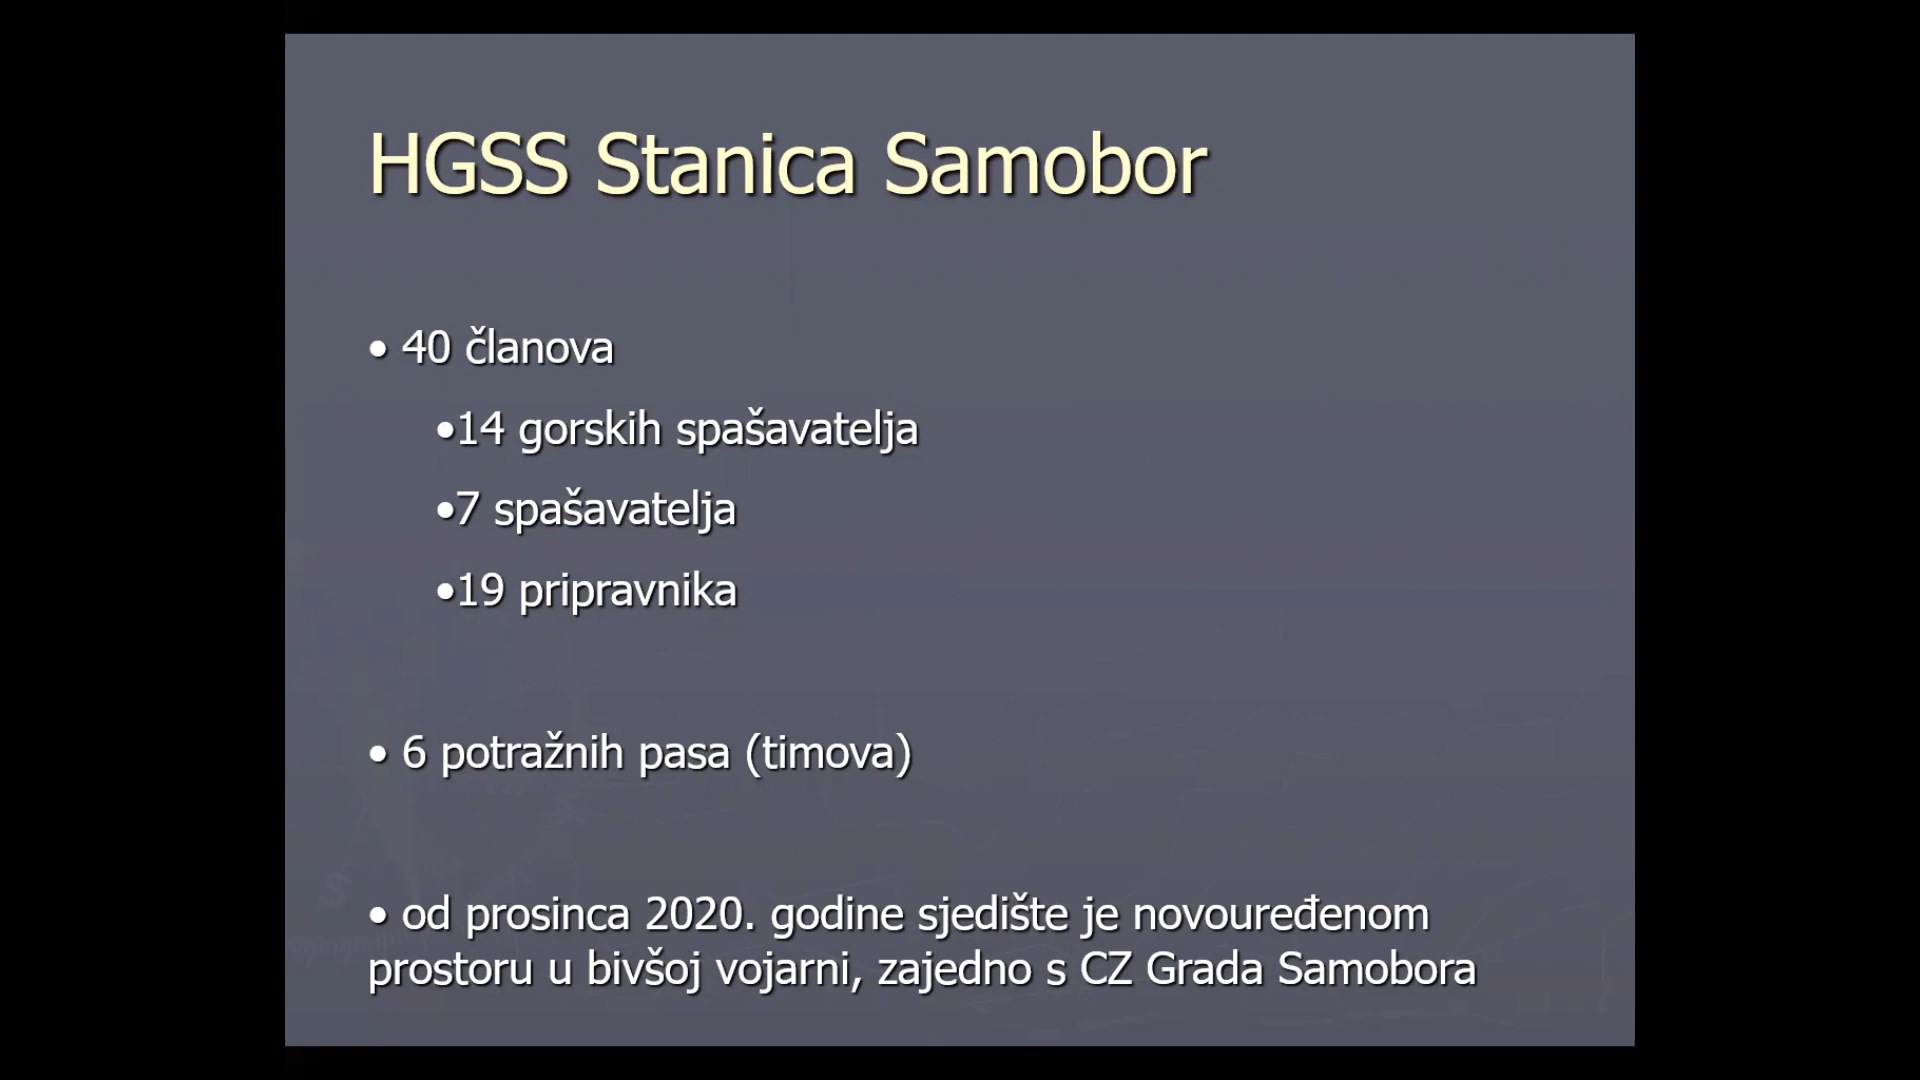 HGSS Stanica Samobor
• 40 članova
•14 gorskih spašavatelja
•7 spašavatelja
•19 pripravnika
• 6 potražnih pasa (timova)
• od prosinca 2020. godine sjedište je novouređenom
prostoru u bivšoj vojarni, zajedno s CZ Grada Samobora